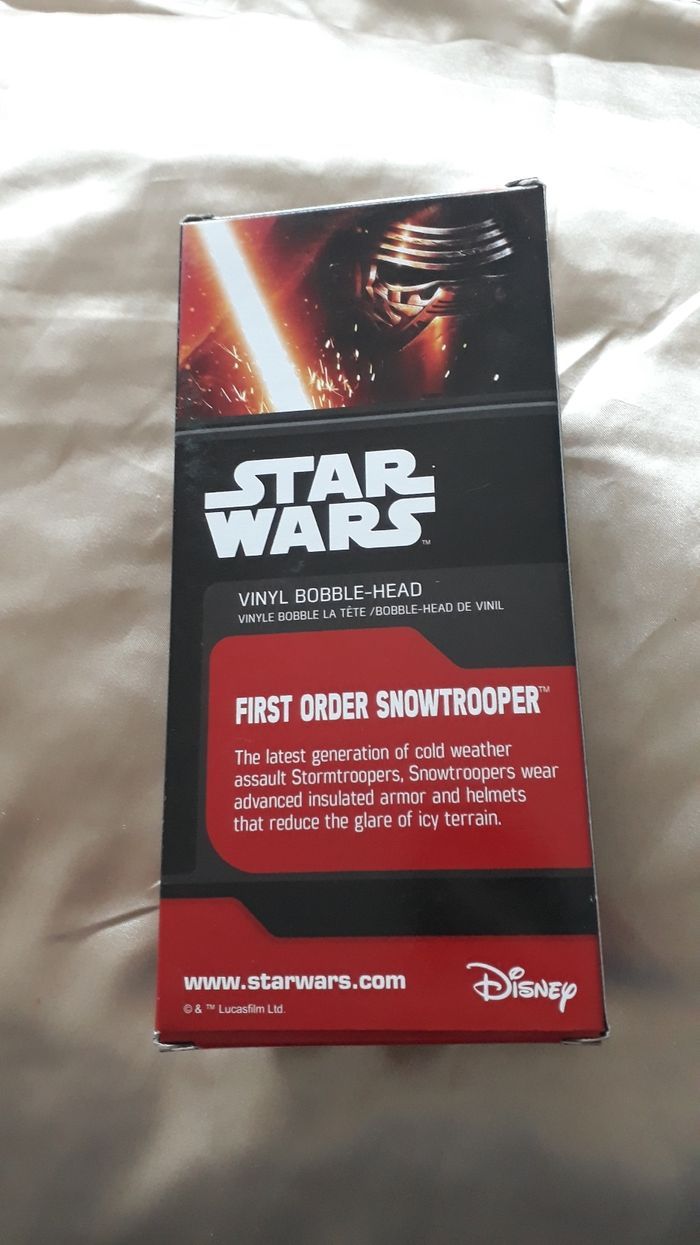 STAR
WARS™
VINYL BOBBLE-HEAD
VINYLE BOBBLE LA TÊTE /BOBBLE-HEAD DE VINIL
FIRST ORDER SNOWTROOPER™
The latest generation of cold weather
assault Stormtroopers, Snowtroopers wear
advanced insulated armor and helmets
that reduce the glare of icy terrain.
www.starwars.com
Disney
© & ™ Lucasfilm Ltd.